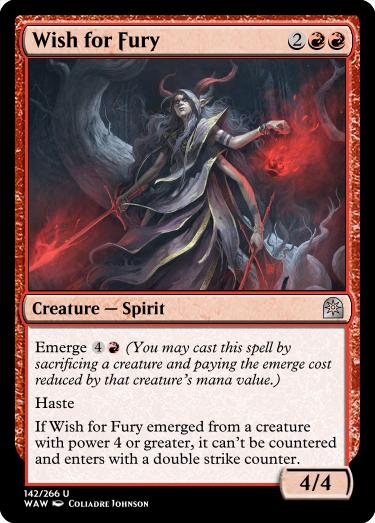 Wish for Fury 2
Creature — Spirit
Emerge 4 (You may cast this spell by
sacrificing a creature and paying the emerge cost
reduced by that creature's mana value.)
Haste
If Wish for Fury emerged from a creature
with power 4 or greater, it can't be countered
and enters with a double strike counter.
4/4
142/266 U
WAW COLIADRE JOHNSON